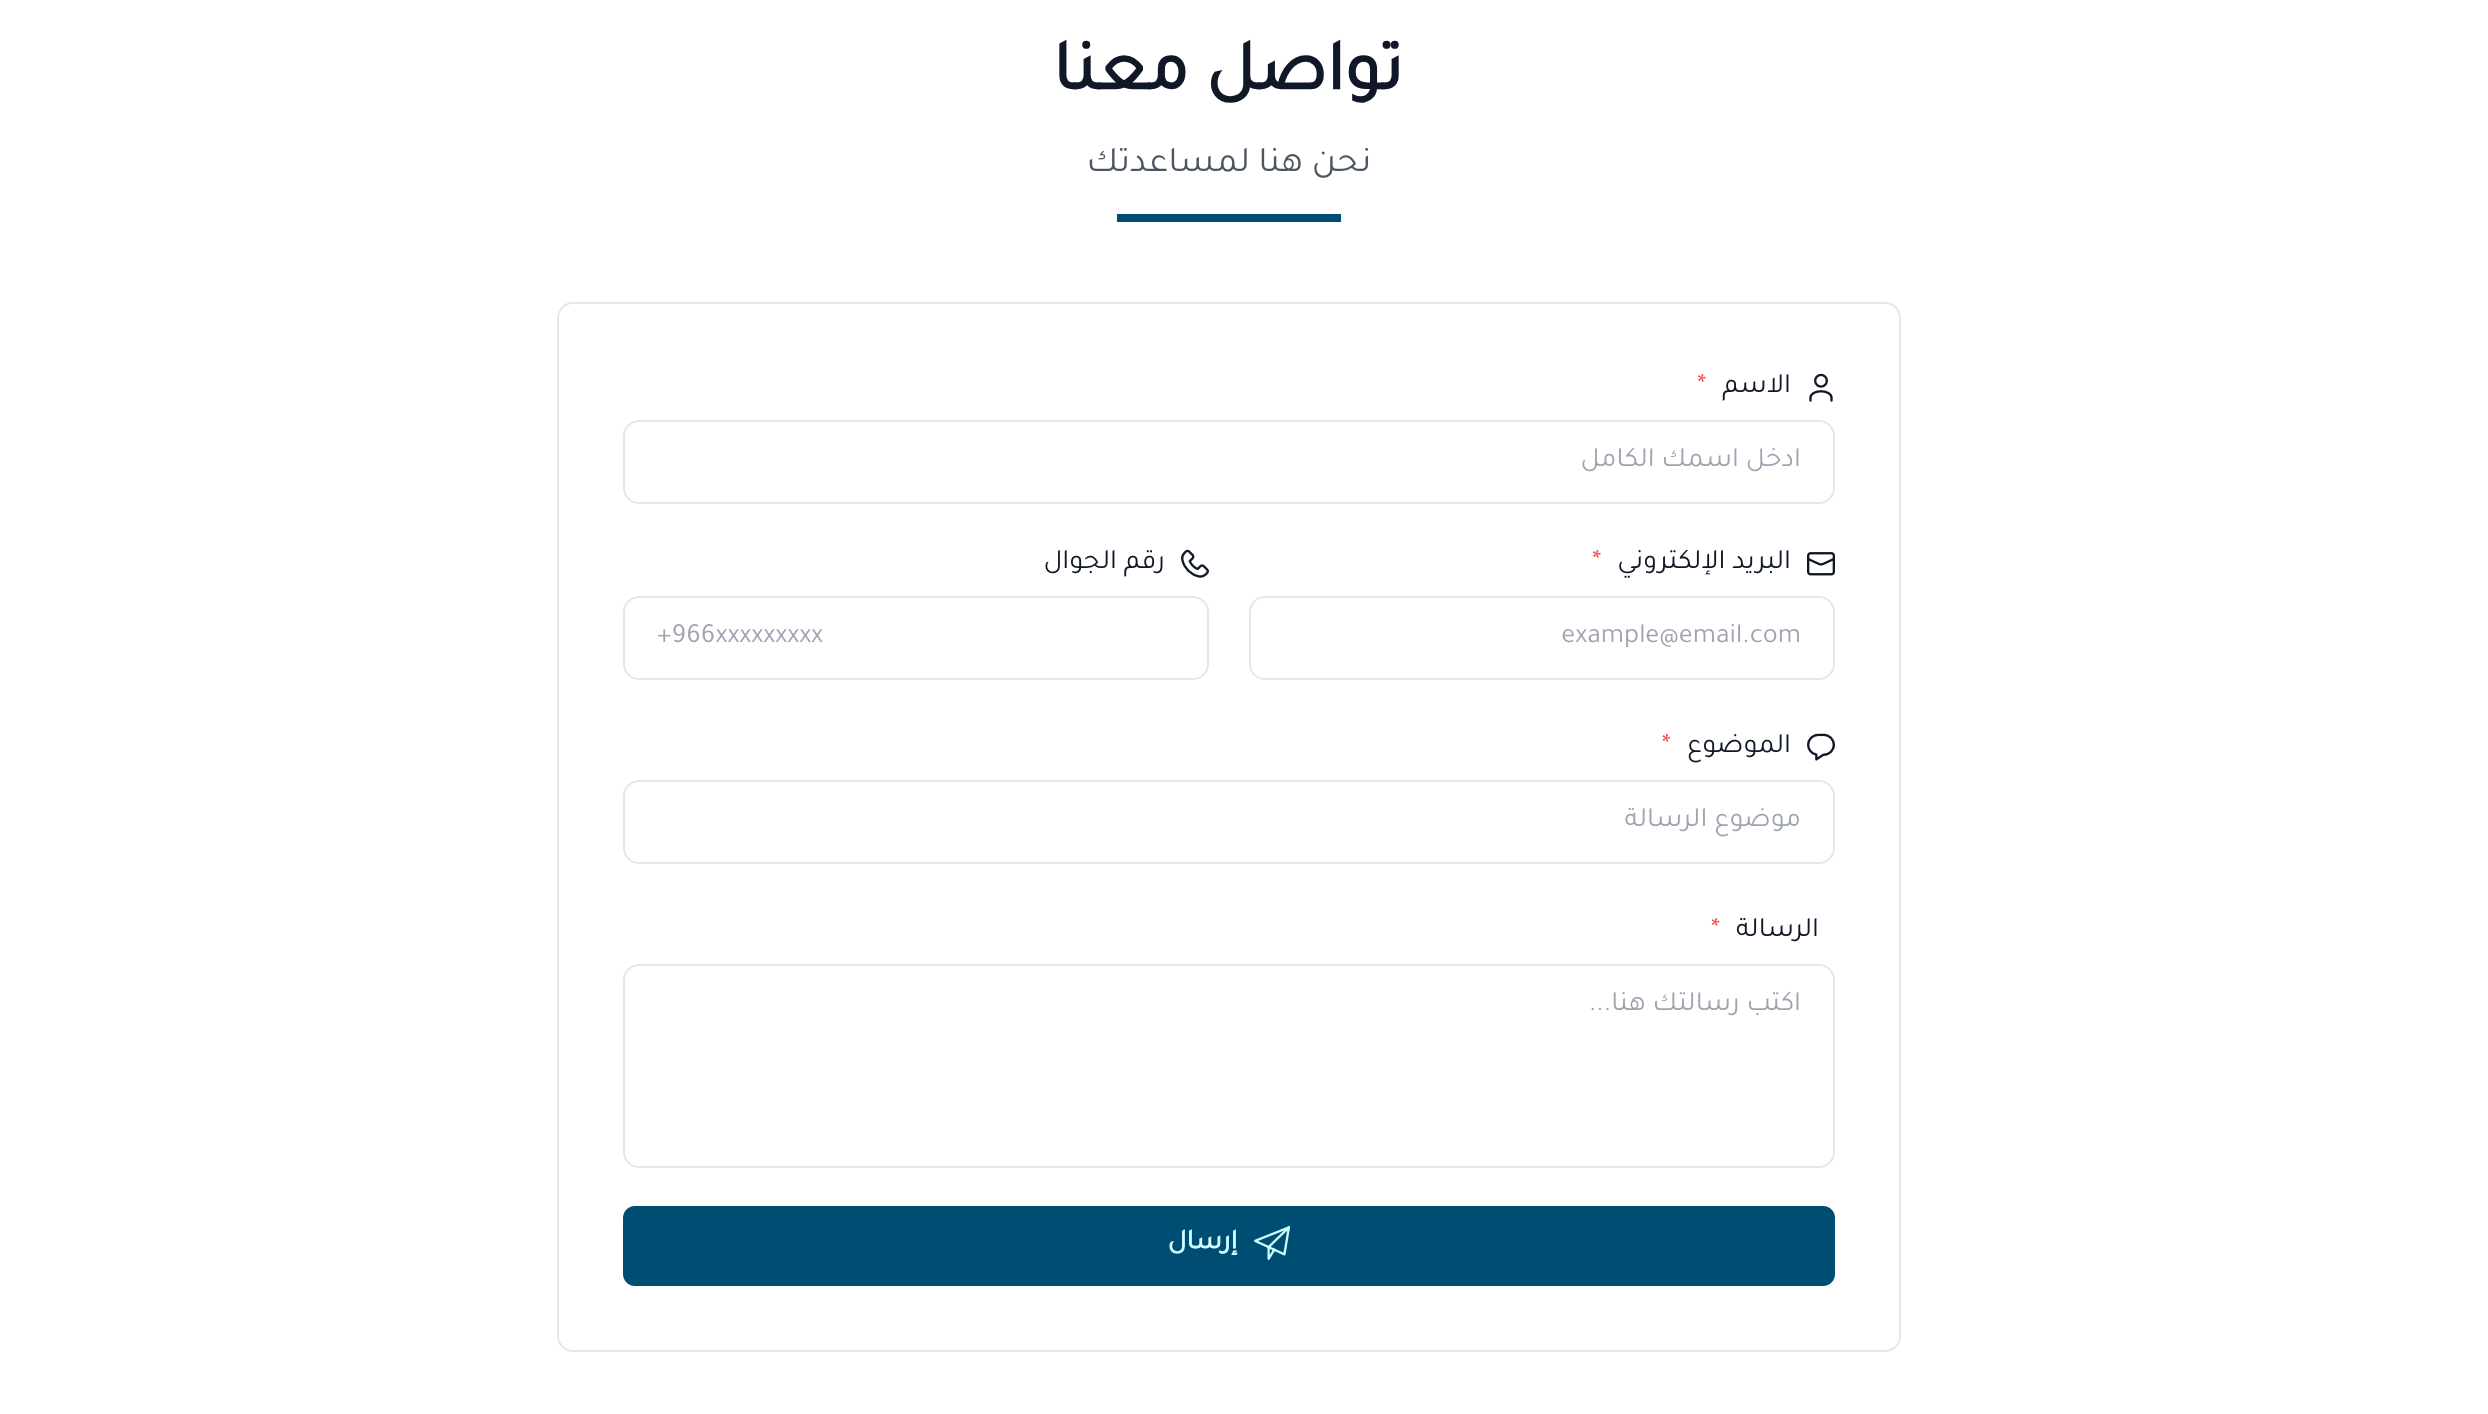 تواصل معنا
نحن هنا لمساعدتك
الاسم *
ادخل اسمك الكامل
البريد الإلكتروني *
example@email.com
رقم الجوال
+966xxxxxxxxx
الموضوع *
موضوع الرسالة
الرسالة *
اكتب رسالتك هنا...
إرسال